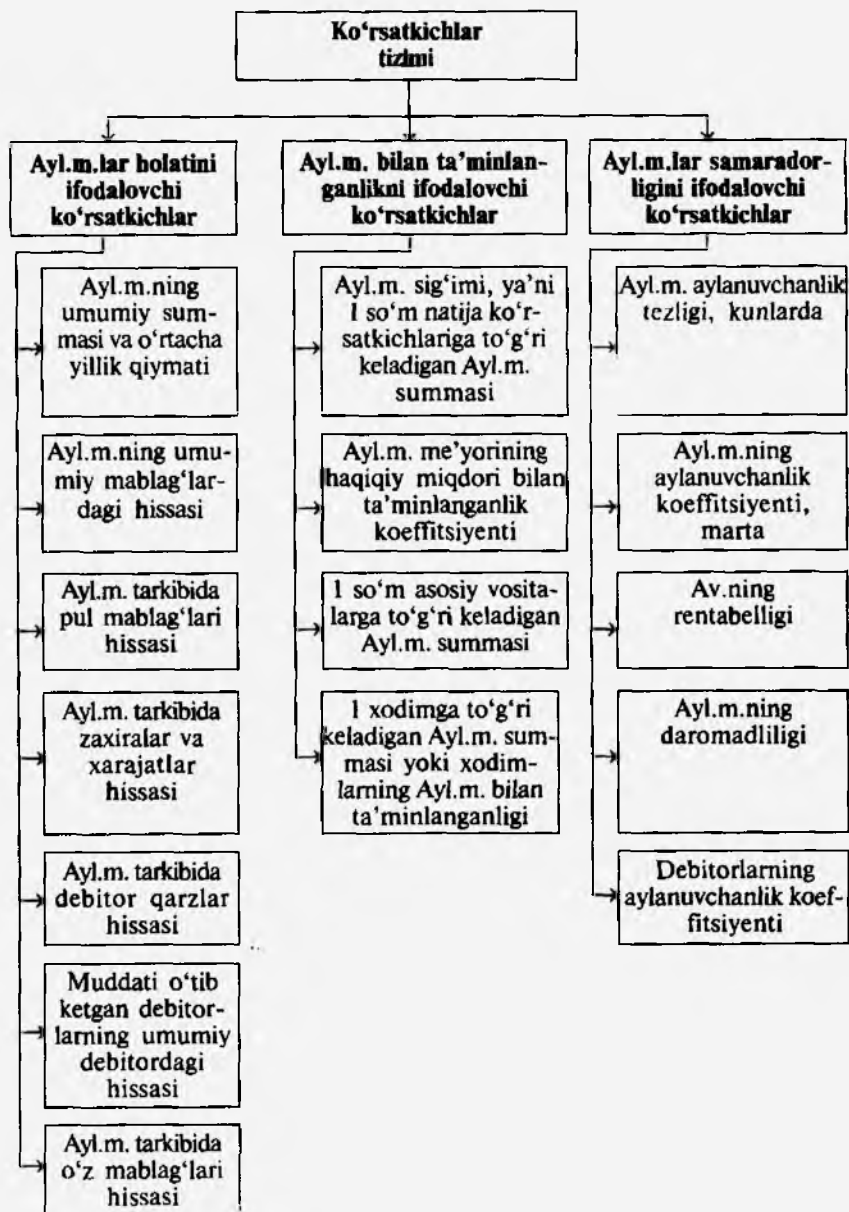 Ko‘rsatkichlar
tizimi
Ayl.m.lar holatini
ifodalovchi
ko‘rsatkichlar
Ayl.m.ning
umumiy sum-
masi va o‘rtacha
yillik qiymati
Ayl.m.ning umu-
miy mablag‘lar-
dagi hissasi
Ayl.m. tarkibida
pul mablag‘lari
hissasi
Ayl.m. tarkibida
zaxiralar va
xarajatlar
hissasi
Ayl.m. tarkibida
debitor qarzlar
hissasi
Muddati o‘tib
ketgan debitor-
larning umumiy
debitordagi
hissasi
Ayl.m. tarkibida
o‘z mablag‘lari
hissasi
Ayl.m. bilan ta’minlan-
ganlikni ifodalovchi
ko‘rsatkichlar
Ayl.m. sig‘imi, ya’ni
1 so‘m natija ko‘r-
satkichlariga to‘g‘ri
keladigan Ayl.m.
summasi
Ayl.m. me’yorining
haqiqiy miqdori bilan
ta’minlanganlik
koeffitsiyenti
1 so‘m asosiy vosita-
larga to‘g‘ri keladigan
Ayl.m. summasi
1 xodimga to‘g‘ri
keladigan Ayl.m. sum-
masi yoki xodim-
larning Ayl.m. bilan
ta’minlanganligi
Ayl.m.lar samarador-
ligini ifodalovchi
ko‘rsatkichlar
Ayl.m. aylanuvchanlik
tezligi, kunlarda
Ayl.m.ning
aylanuvchanlik
koeffitsiyenti,
marta
Av.ning
rentabelligi
Ayl.m.ning
daromadliligi
Debitorlarning
aylanuvchanlik koef-
fitsiyenti